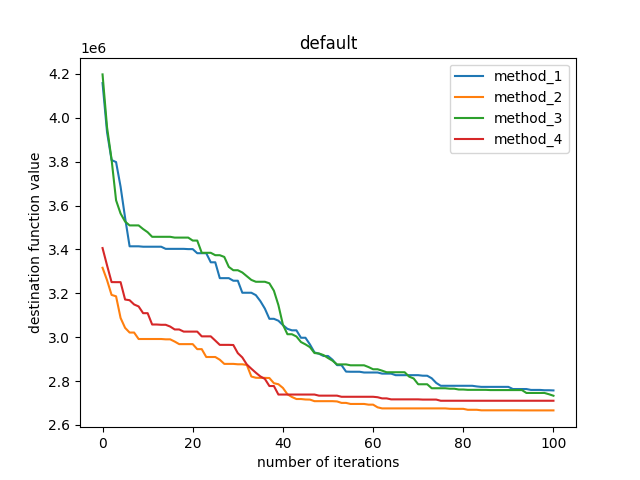 default
1e6
4.2
4.0
3.8
3.6
3.4
3.2
3.0
2.8
2.6
destination function value
method_1
method_2
method_3
method_4
0 20 40 60 80 100
number of iterations